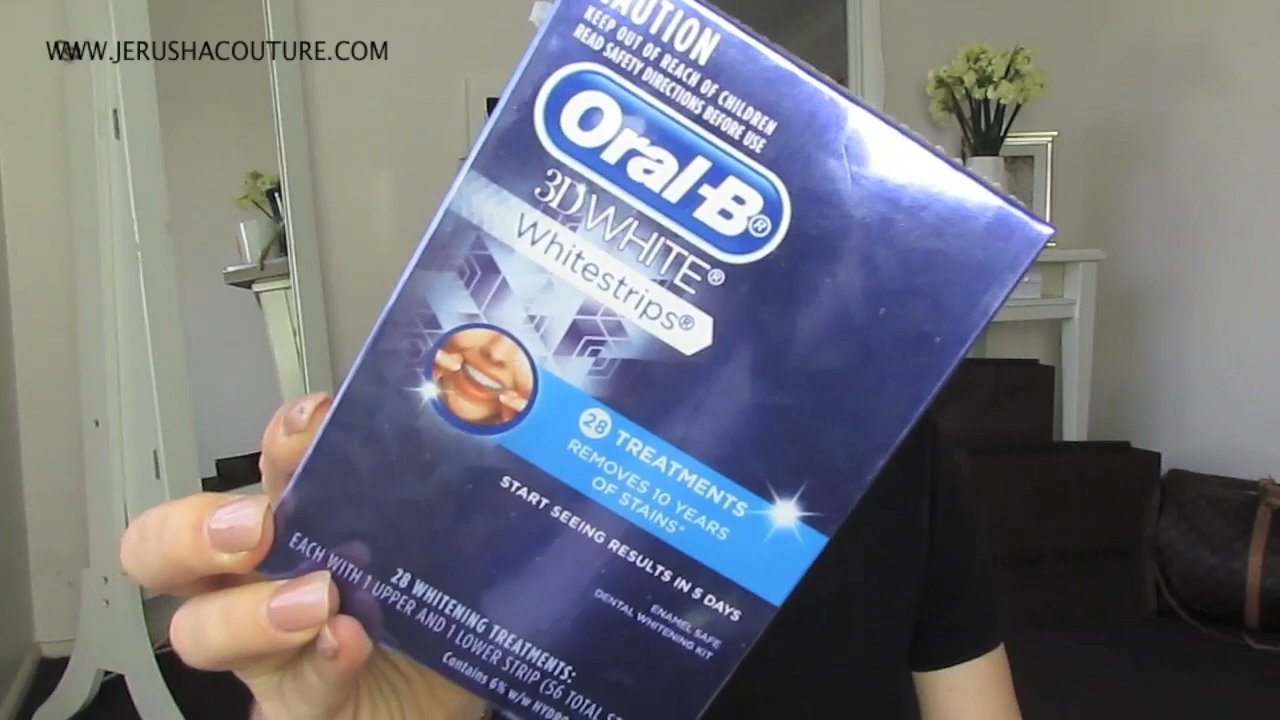 WWW.JERUSHACOUTURE.COM
CAUTION
KEEP OUT OF REACH OF CHILDREN
READ SAFETY DIRECTIONS BEFORE USE
Oral-B®
3D WHITE®
Whitestrips®
28 TREATMENTS
REMOVES 10 YEARS
OF STAINS*
START SEEING RESULTS IN 5 DAYS
ENAMEL SAFE
DENTAL WHITENING KIT
28 WHITENING TREATMENTS:
EACH WITH 1 UPPER AND 1 LOWER STRIP (56 TOTAL
Contains 6% w/w